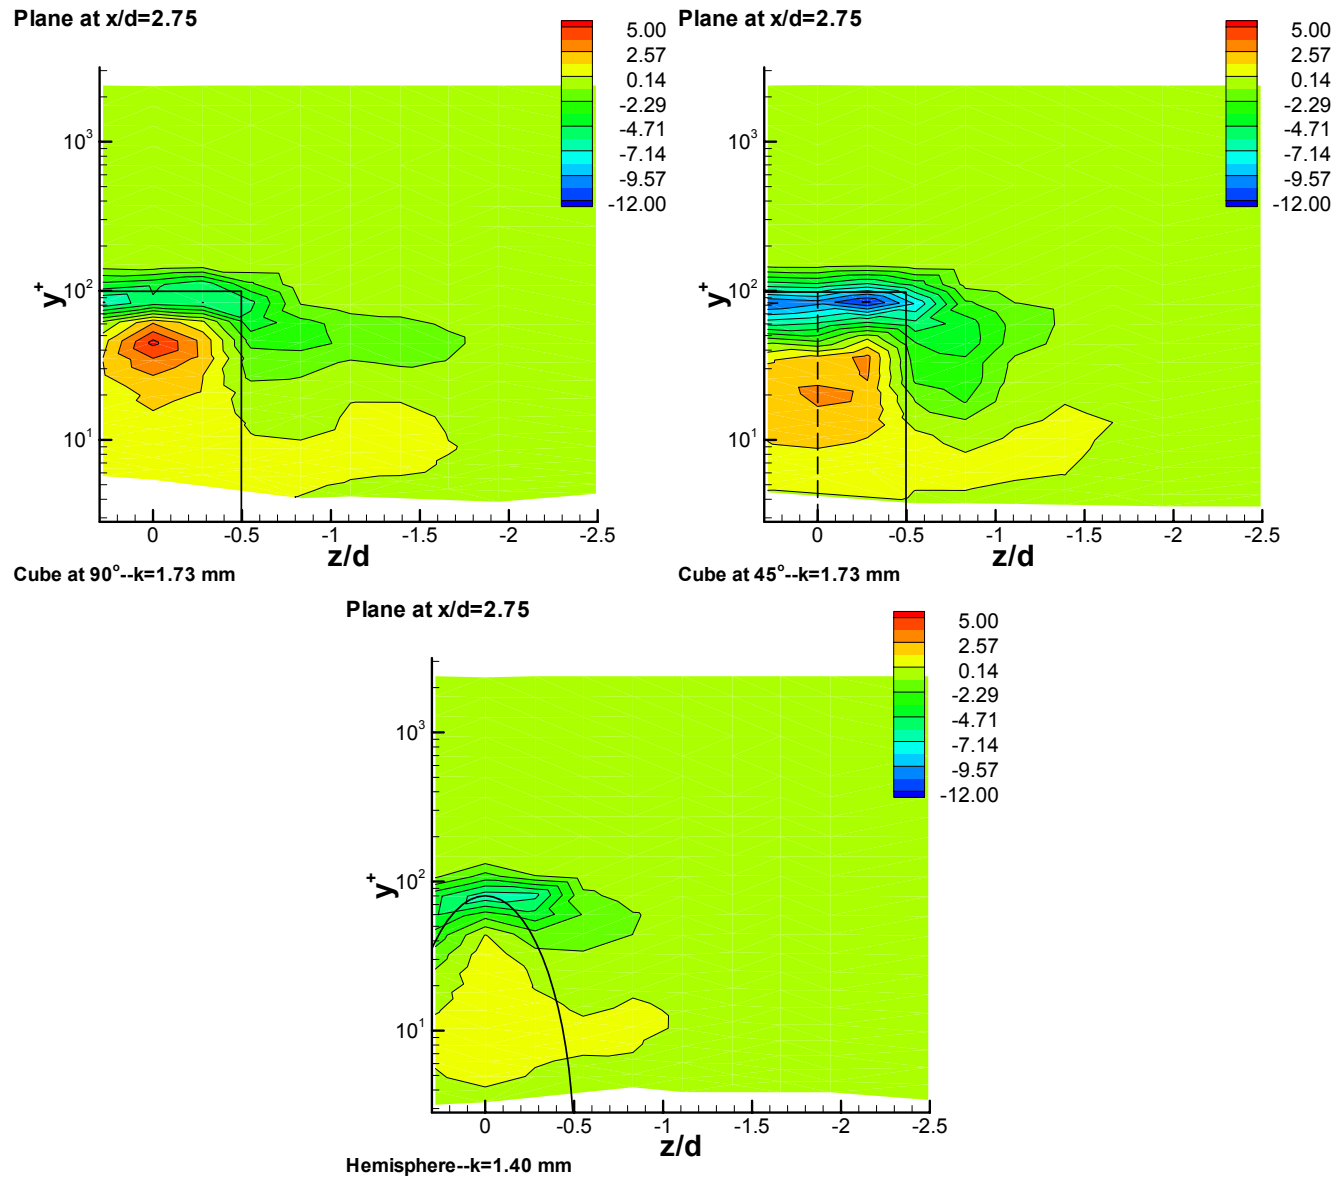 Plane at x/d=2.75
5.00
2.57
0.14
-2.29
-4.71
-7.14
-9.57
-12.00
10³
10²
10¹
y⁺
0 -0.5 -1 -1.5 -2 -2.5
z/d
Cube at 90°--k=1.73 mm
Plane at x/d=2.75
5.00
2.57
0.14
-2.29
-4.71
-7.14
-9.57
-12.00
10³
10²
10¹
y⁺
0 -0.5 -1 -1.5 -2 -2.5
z/d
Cube at 45°--k=1.73 mm
Plane at x/d=2.75
5.00
2.57
0.14
-2.29
-4.71
-7.14
-9.57
-12.00
10³
10²
10¹
y⁺
0 -0.5 -1 -1.5 -2 -2.5
z/d
Hemisphere--k=1.40 mm